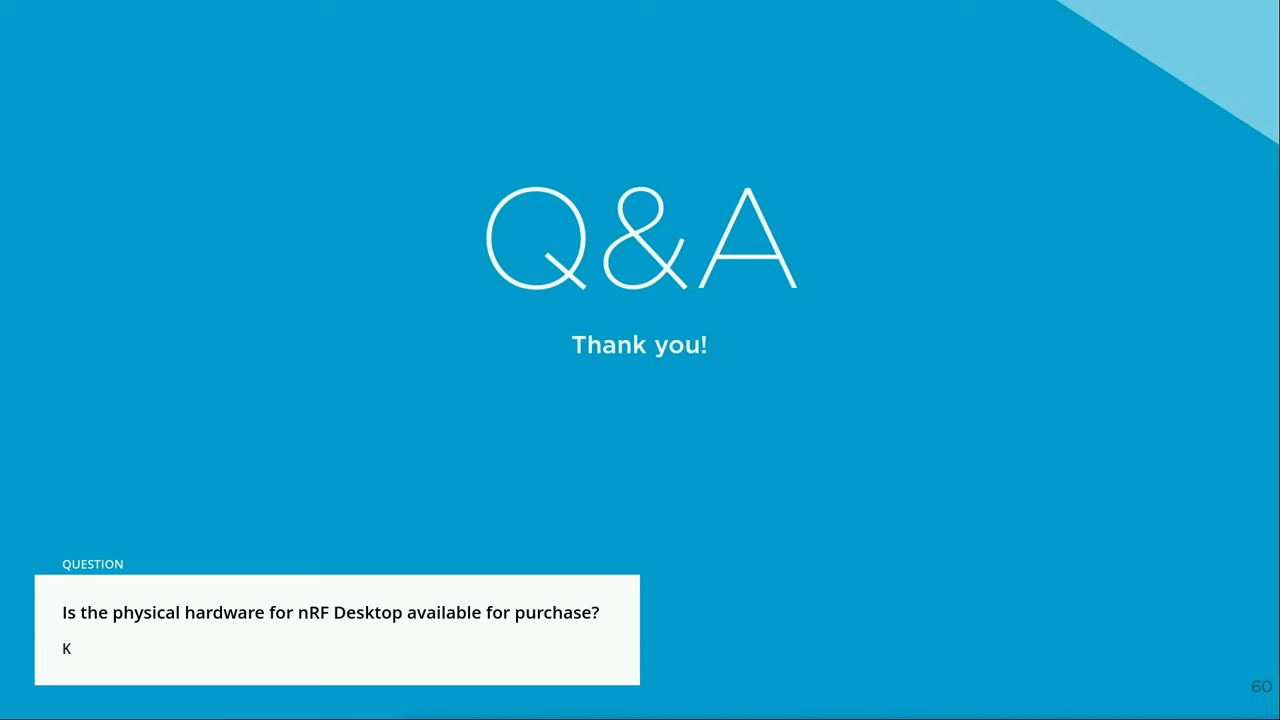 Q&A
Thank you!
QUESTION
Is the physical hardware for nRF Desktop available for purchase?
K
60